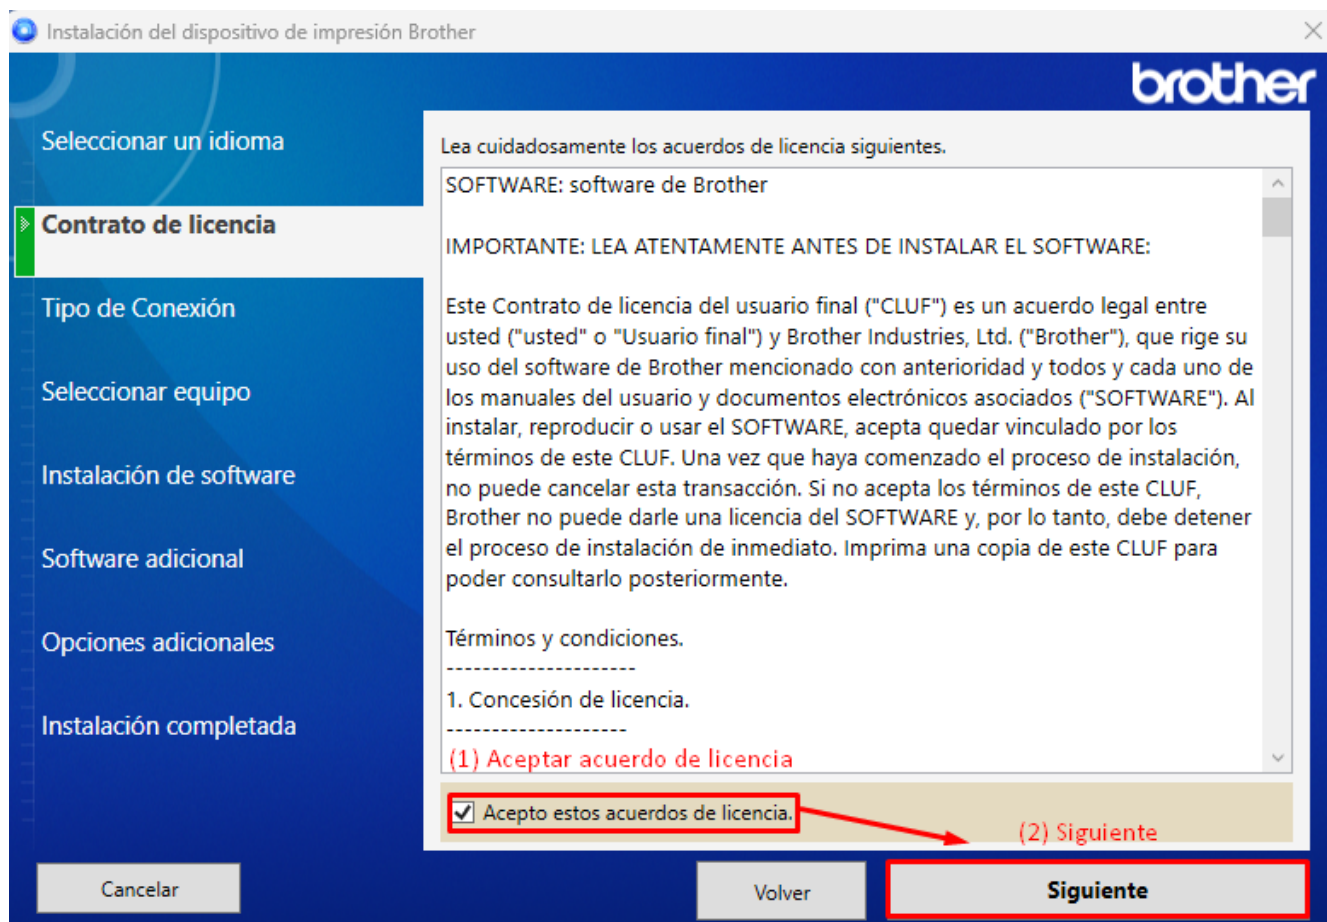 Instalación del dispositivo de impresión Brother
brother
Seleccionar un idioma
Contrato de licencia
Tipo de Conexión
Seleccionar equipo
Instalación de software
Software adicional
Opciones adicionales
Instalación completada
Lea cuidadosamente los acuerdos de licencia siguientes.
SOFTWARE: software de Brother
IMPORTANTE: LEA ATENTAMENTE ANTES DE INSTALAR EL SOFTWARE:
Este Contrato de licencia del usuario final ("CLUF") es un acuerdo legal entre
usted ("usted" o "Usuario final") y Brother Industries, Ltd. ("Brother"), que rige su
uso del software de Brother mencionado con anterioridad y todos y cada uno de
los manuales del usuario y documentos electrónicos asociados ("SOFTWARE"). Al
instalar, reproducir o usar el SOFTWARE, acepta quedar vinculado por los
términos de este CLUF. Una vez que haya comenzado el proceso de instalación,
no puede cancelar esta transacción. Si no acepta los términos de este CLUF,
Brother no puede darle una licencia del SOFTWARE y, por lo tanto, debe detener
el proceso de instalación de inmediato. Imprima una copia de este CLUF para
poder consultarlo posteriormente.
Términos y condiciones.
---------------------
1. Concesión de licencia.
--------------------
(1) Aceptar acuerdo de licencia
Acepto estos acuerdos de licencia.
(2) Siguiente
Cancelar
Volver
Siguiente